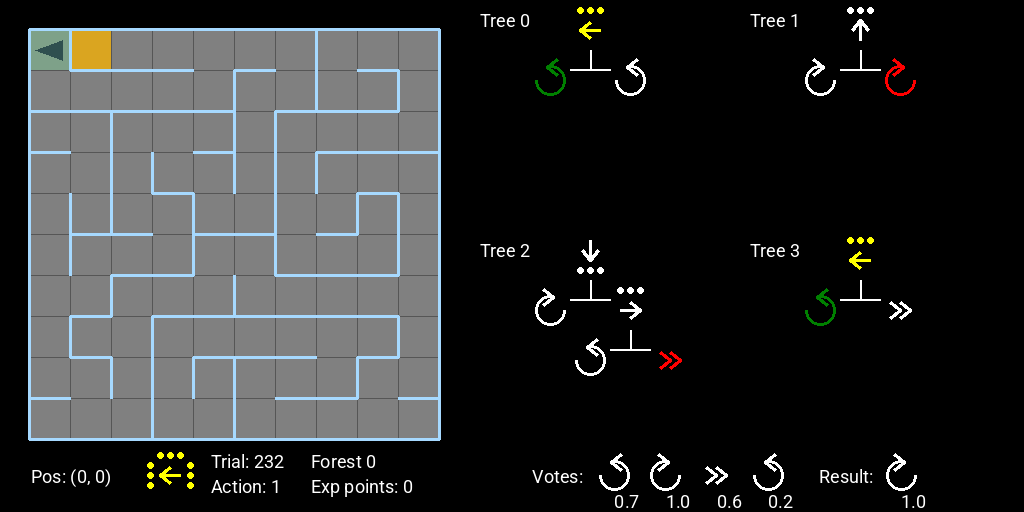 Tree 0
Tree 1
Tree 2
Tree 3
Pos: (0, 0)
Trial: 232
Forest 0
Action: 1
Exp points: 0
Votes:
0.7
1.0
0.6
0.2
Result:
1.0